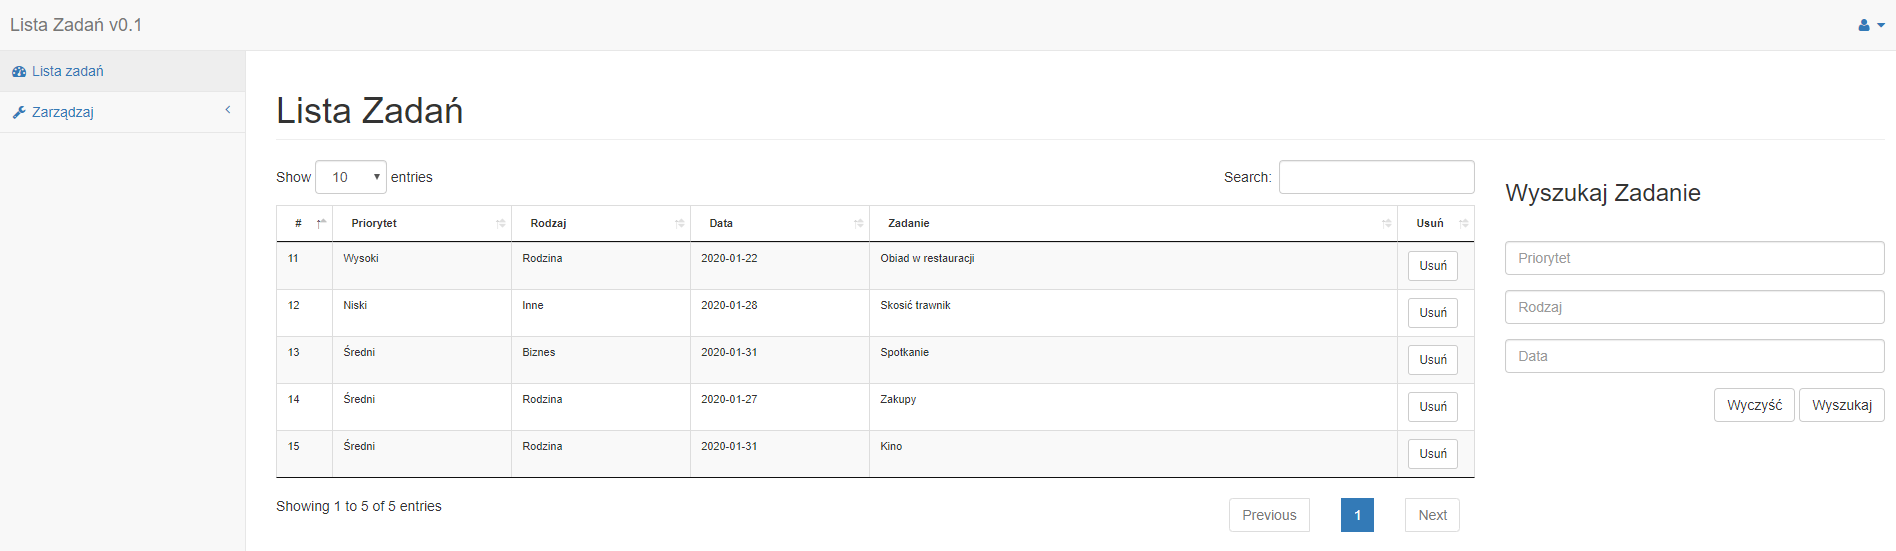 Lista Zadań v0.1
Lista zadań
Zarządzaj
Lista Zadań
Show 10 entries
Search:
# Priorytet Rodzaj Data Zadanie Usuń
11 Wysoki Rodzina 2020-01-22 Obiad w restauracji Usuń
12 Niski Inne 2020-01-28 Skosić trawnik Usuń
13 Średni Biznes 2020-01-31 Spotkanie Usuń
14 Średni Rodzina 2020-01-27 Zakupy Usuń
15 Średni Rodzina 2020-01-31 Kino Usuń
Showing 1 to 5 of 5 entries
Previous 1 Next
Wyszukaj Zadanie
Priorytet
Rodzaj
Data
Wyczyść Wyszukaj